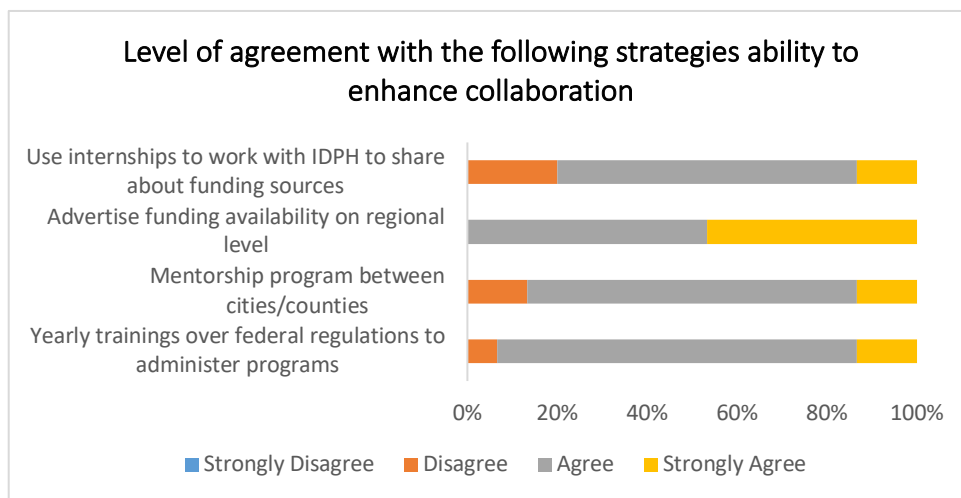 Level of agreement with the following strategies ability to
enhance collaboration
Use internships to work with IDPH to share
about funding sources
Advertise funding availability on regional
level
Mentorship program between
cities/counties
Yearly trainings over federal regulations to
administer programs
0% 20% 40% 60% 80% 100%
Strongly Disagree Disagree Agree Strongly Agree